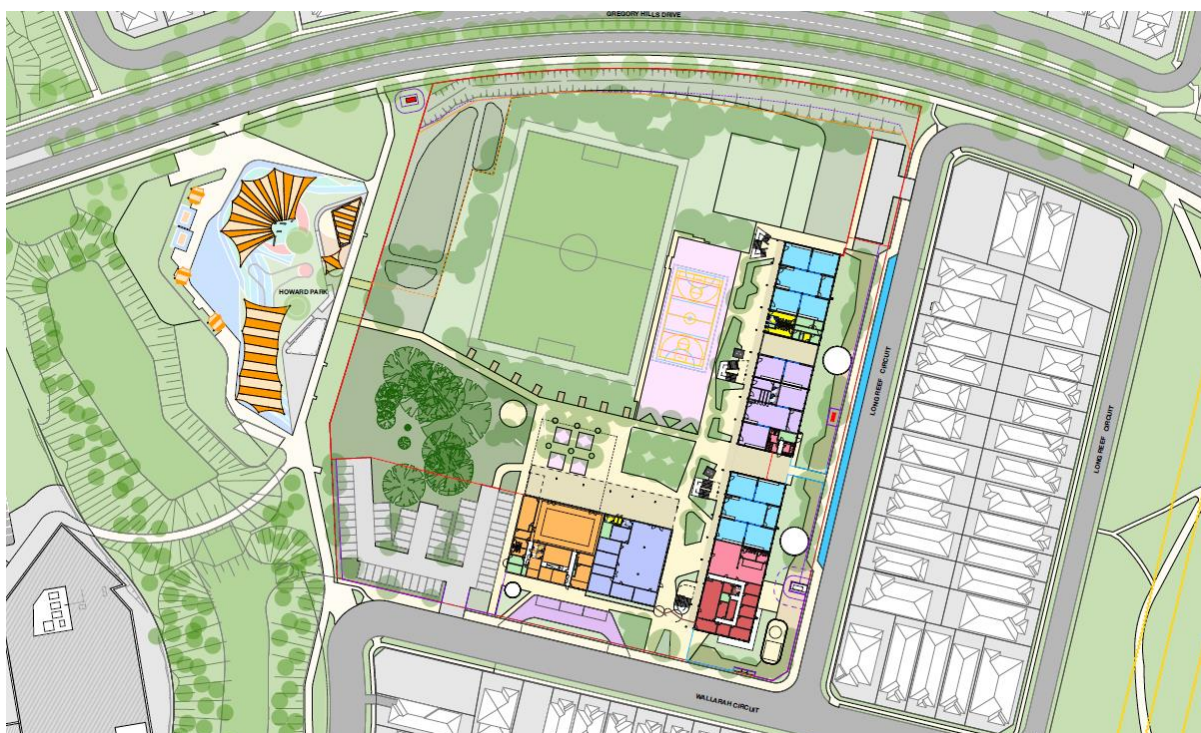 GREGORY HILLS DRIVE
HOWARD PARK
LONG REEF CIRCUIT
LONG REEF CIRCUIT
WALLARAH CIRCUIT